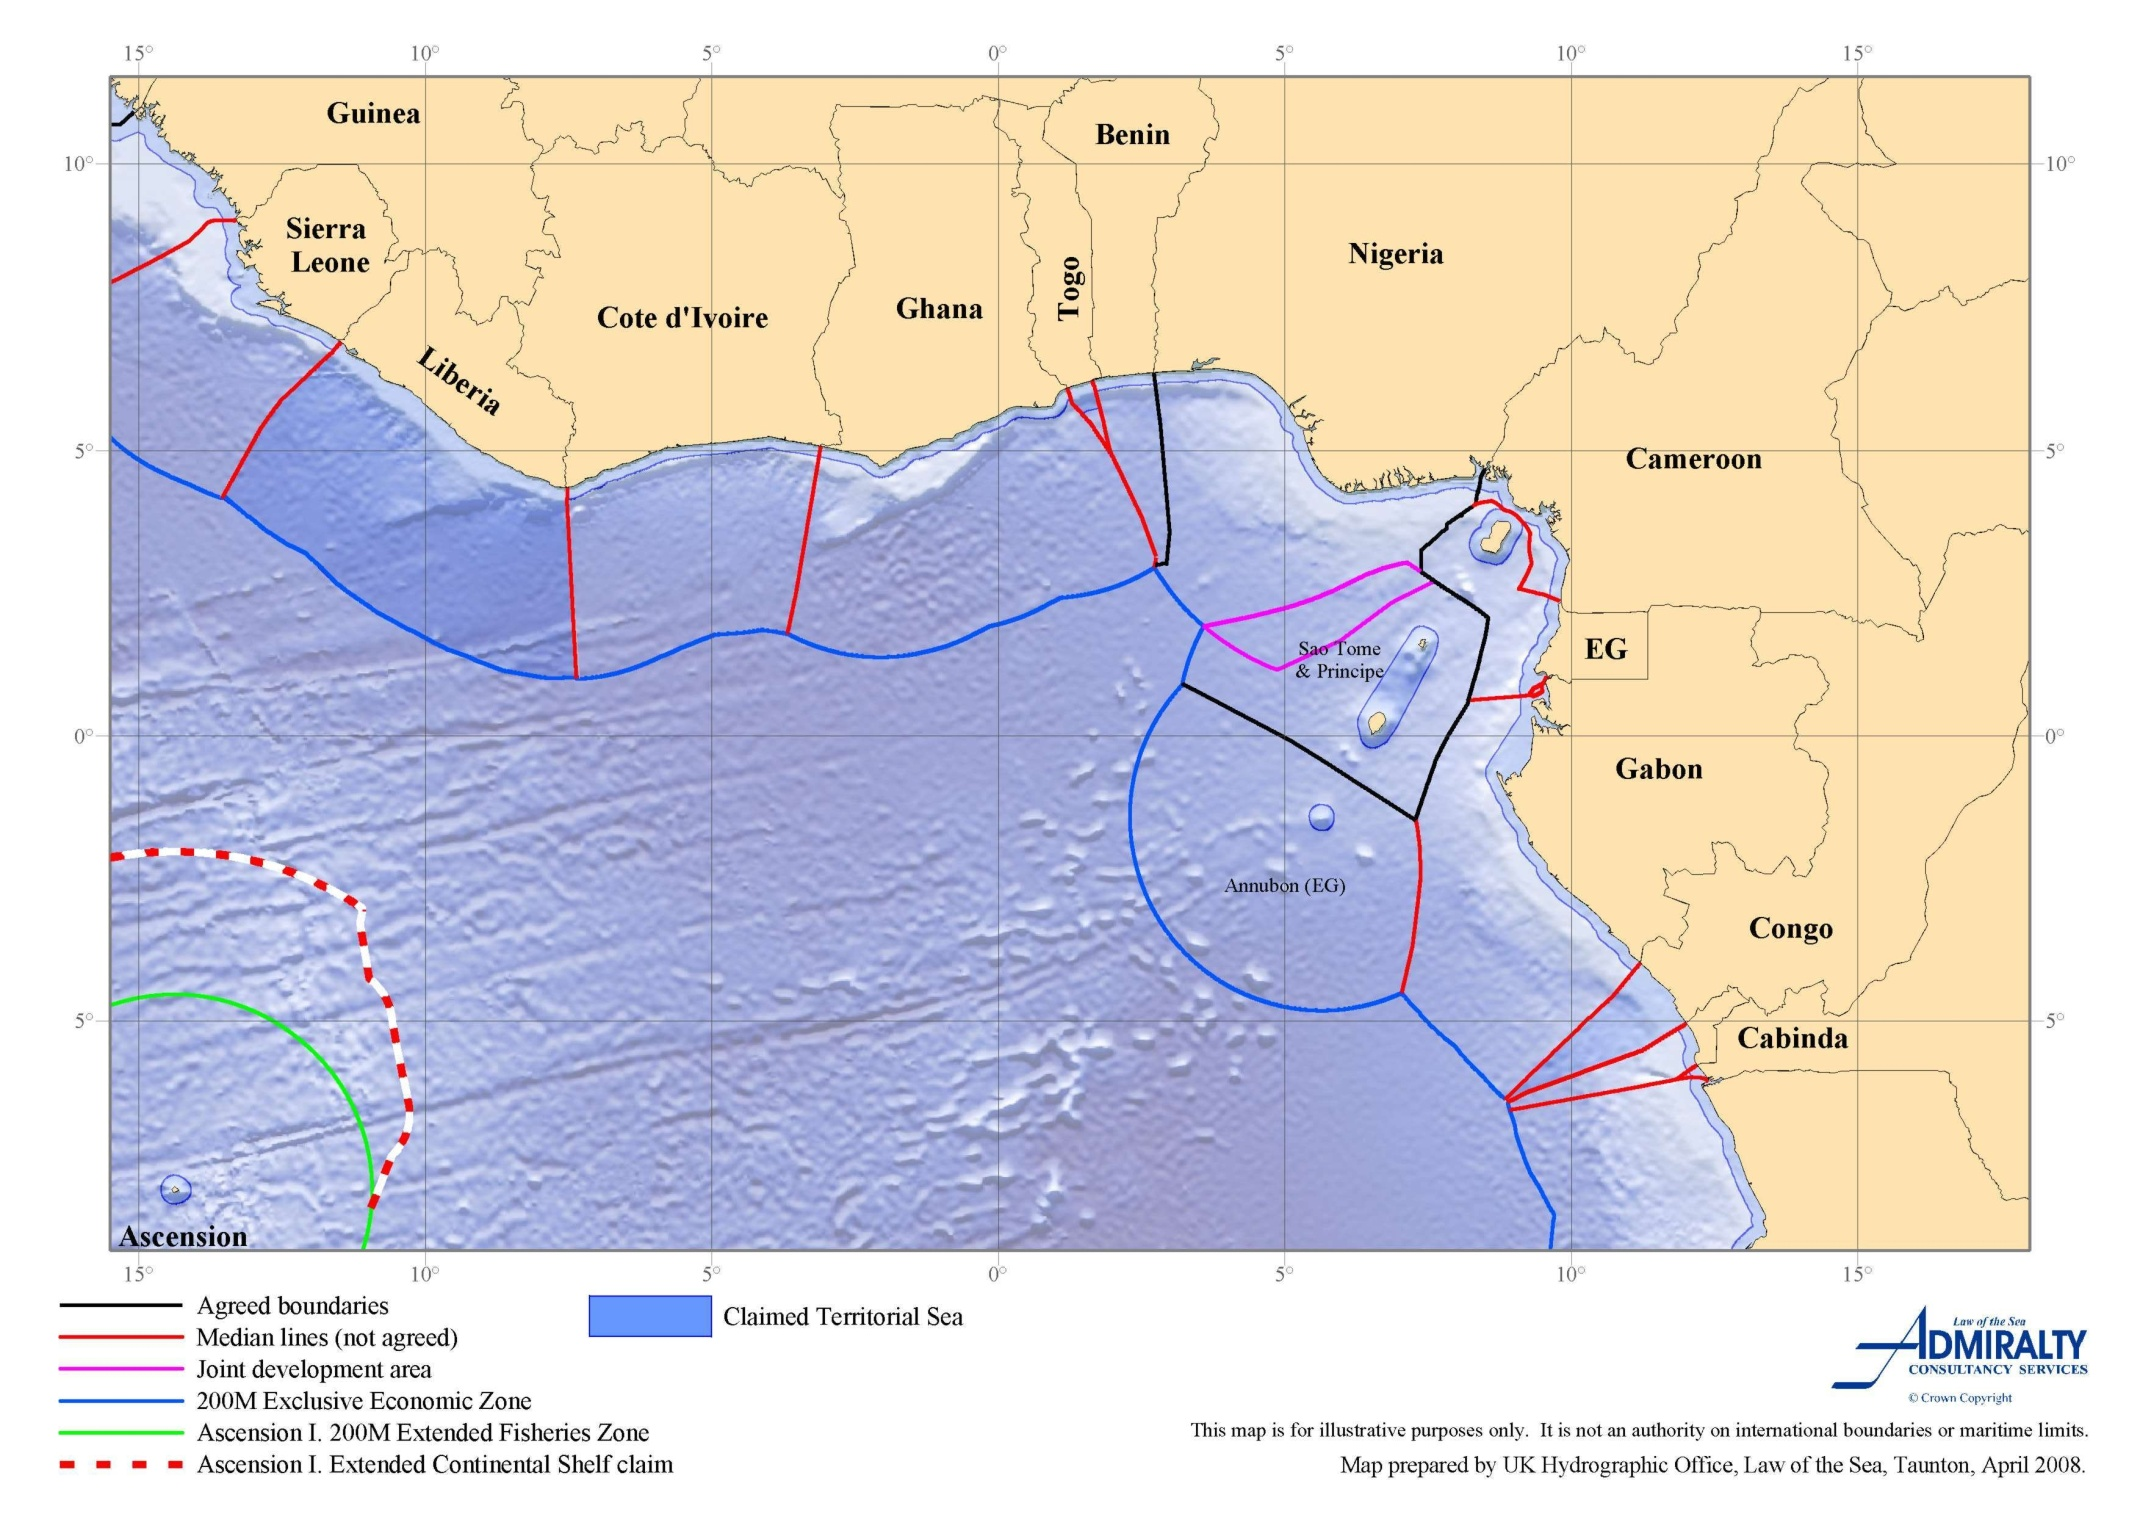 15° 10° 5° 0° 5° 10° 15°
Guinea
Benin
10° 10°
Sierra
Leone
Nigeria
Togo
Ghana
Cote d'Ivoire
Liberia
5° 5°
Cameroon
EG
Sao Tome
& Principe
0° 0°
Gabon
Annubon (EG)
Congo
5° 5°
Cabinda
Ascension
15° 10° 5° 0° 5° 10° 15°
Agreed boundaries
Median lines (not agreed)
Joint development area
200M Exclusive Economic Zone
Ascension I. 200M Extended Fisheries Zone
Ascension I. Extended Continental Shelf claim
Claimed Territorial Sea
Law of the Sea
ADMIRALTY
CONSULTANCY SERVICES
© Crown Copyright
This map is for illustrative purposes only. It is not an authority on international boundaries or maritime limits.
Map prepared by UK Hydrographic Office, Law of the Sea, Taunton, April 2008.